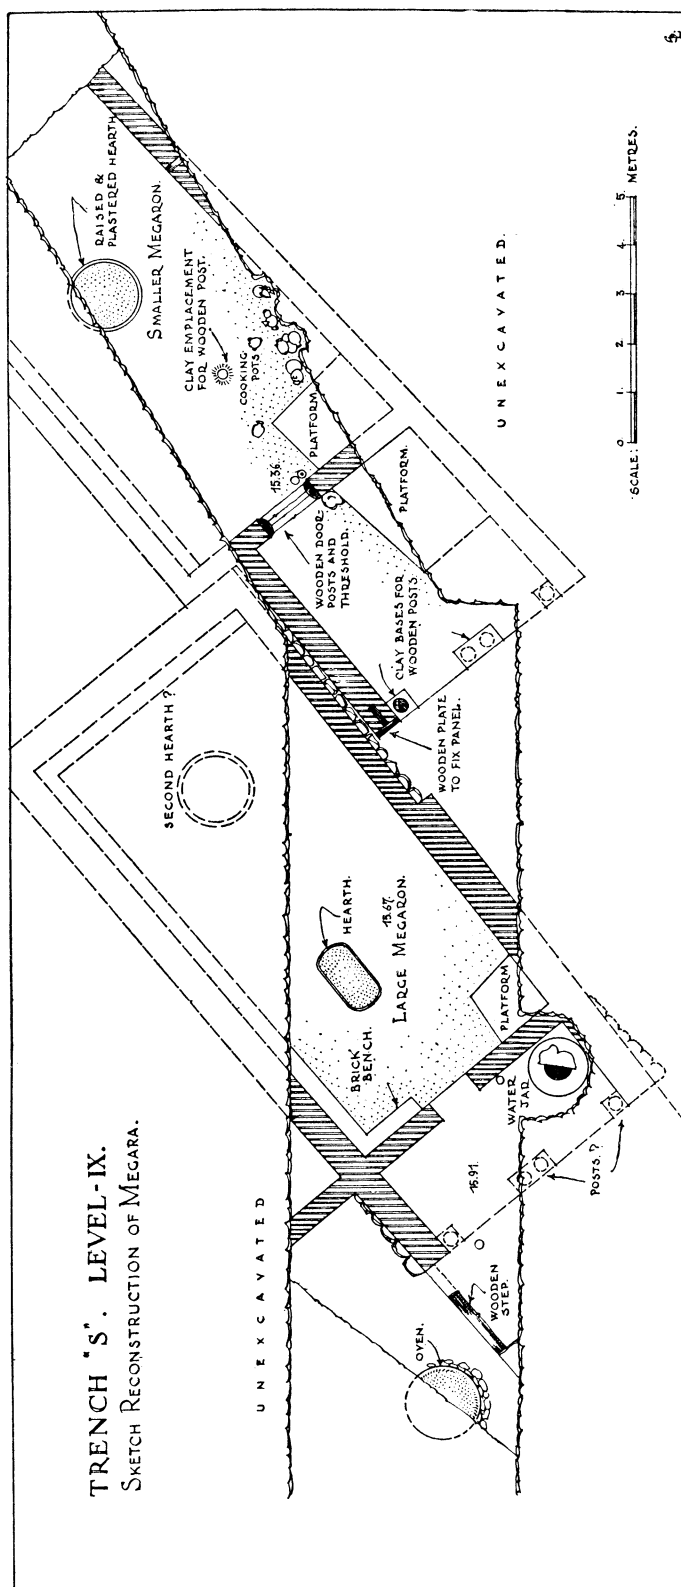 TRENCH "S". LEVEL-IX.
SKETCH RECONSTRUCTION OF MEGARA.
UNEXCAVATED
OVEN.
WOODEN
STEP.
16.91.
POSTS ?
WATER
JAR
BRICK
BENCH.
PLATFORM
HEARTH.
LARGE MEGARON.
SECOND HEARTH ?
WOODEN PLATE
TO FIX PANEL.
CLAY BASES FOR
WOODEN POSTS.
WOODEN DOOR-
POSTS AND
THRESHOLD.
15.36.
PLATFORM
PLATFORM.
COOKING
POTS
CLAY EMPLACEMENT
FOR WOODEN POST.
SMALLER MEGARON.
RAISED &
PLASTERED HEARTH
UNEXCAVATED.
SCALE: 0 1 2 3 4 5 METRES.